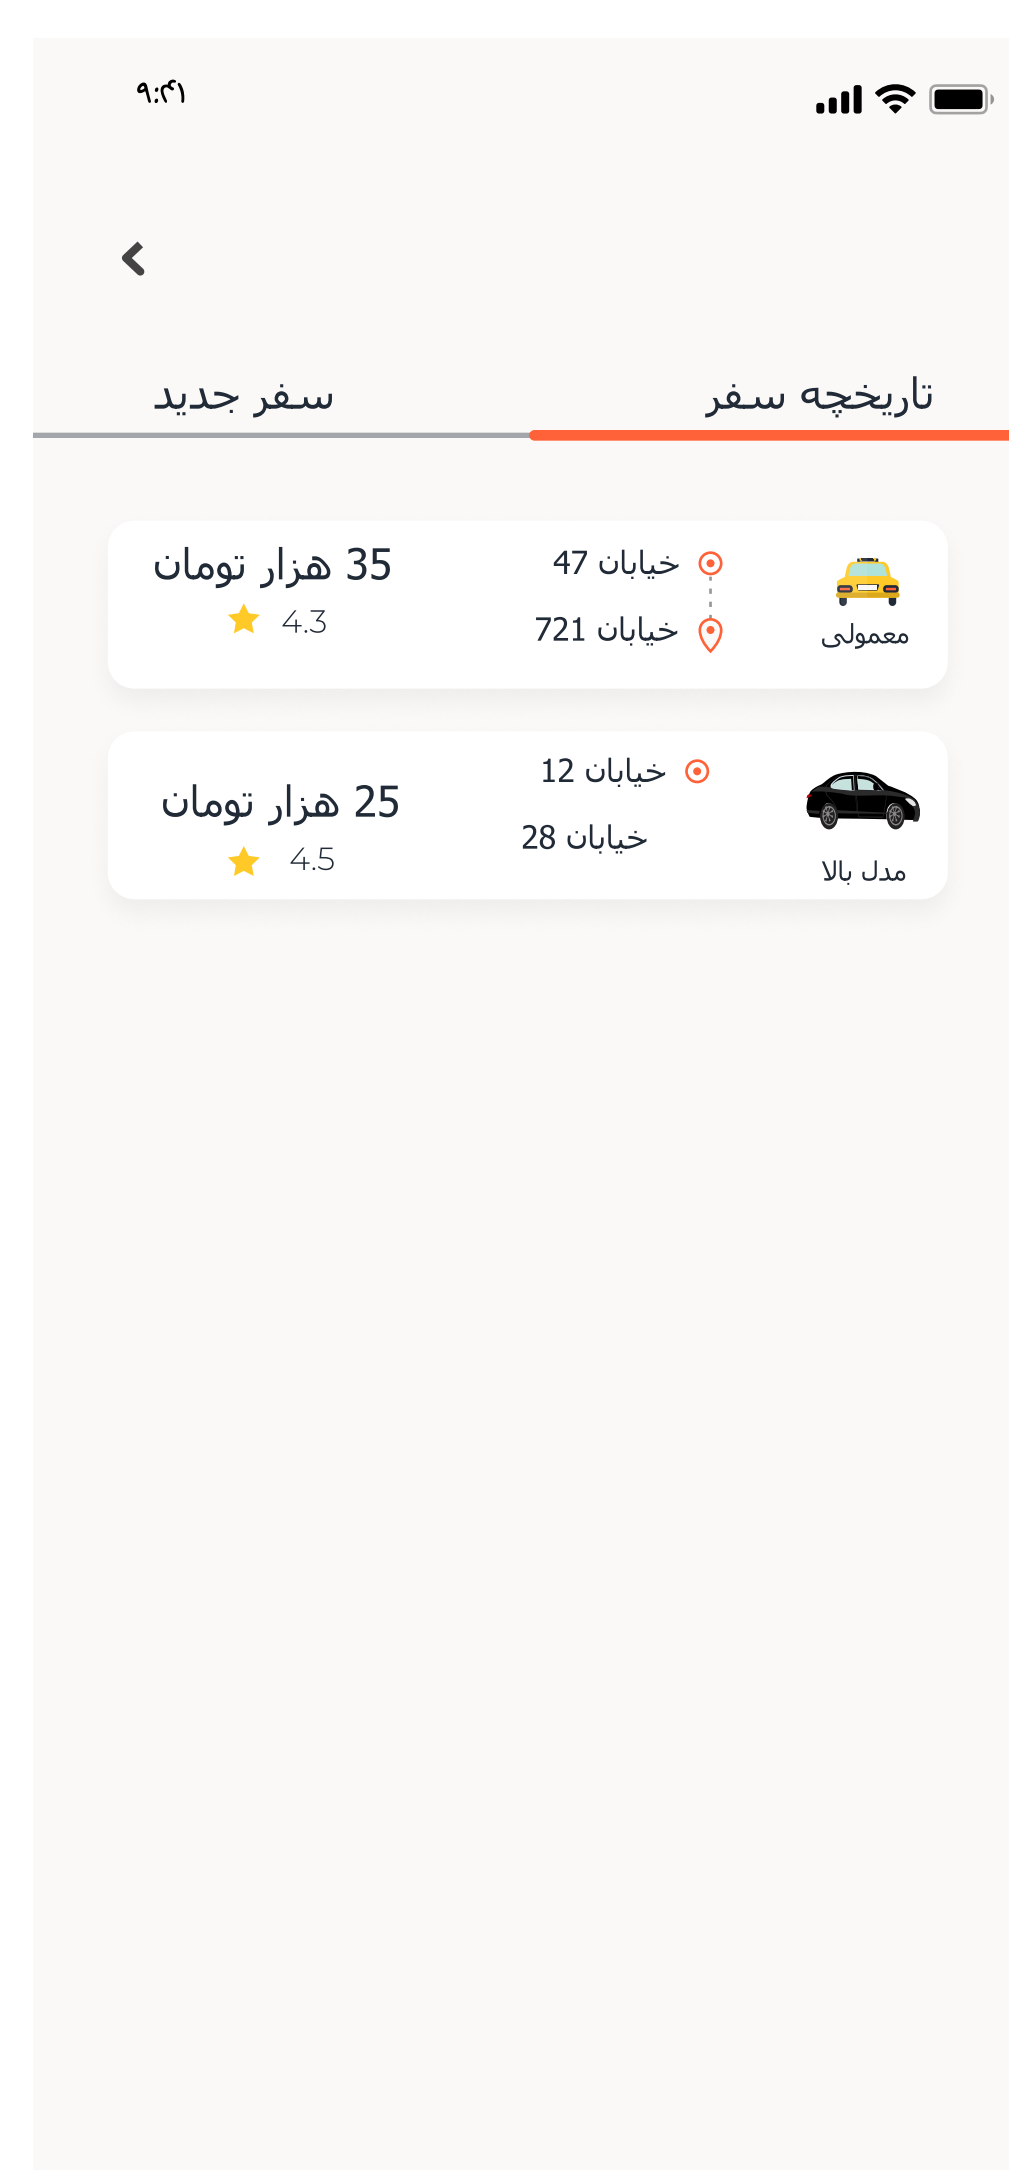 ۹:۴۱
تاریخچه سفر
سفر جدید
خیابان 47
35 هزار تومان
خیابان 721
معمولی
4.3
خیابان 12
25 هزار تومان
خیابان 28
مدل بالا
4.5